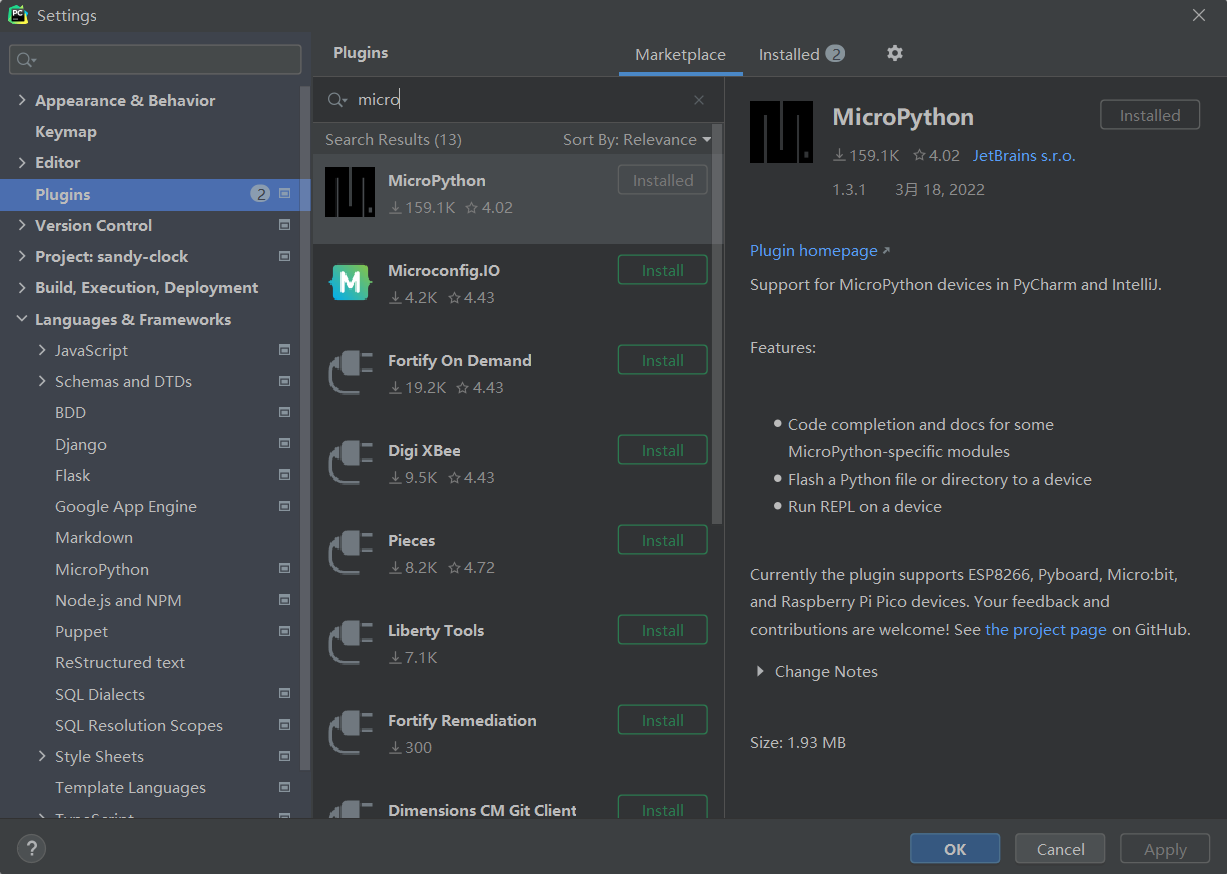 Settings
Appearance & Behavior
Keymap
Editor
Plugins 2
Version Control
Project: sandy-clock
Build, Execution, Deployment
Languages & Frameworks
JavaScript
Schemas and DTDs
BDD
Django
Flask
Google App Engine
Markdown
MicroPython
Node.js and NPM
Puppet
ReStructured text
SQL Dialects
SQL Resolution Scopes
Style Sheets
Template Languages
TypeScript
Plugins
Marketplace
Installed 2
micro
Search Results (13) Sort By: Relevance
MicroPython Installed
159.1K 4.02
Microconfig.IO Install
4.2K 4.43
Fortify On Demand Install
19.2K 4.43
Digi XBee Install
9.5K 4.43
Pieces Install
8.2K 4.72
Liberty Tools Install
7.1K
Fortify Remediation Install
300
Dimensions CM Git Client Install
MicroPython Installed
159.1K 4.02 JetBrains s.r.o.
1.3.1 3月 18, 2022
Plugin homepage
Support for MicroPython devices in PyCharm and IntelliJ.
Features:
Code completion and docs for some
MicroPython-specific modules
Flash a Python file or directory to a device
Run REPL on a device
Currently the plugin supports ESP8266, Pyboard, Micro:bit,
and Raspberry Pi Pico devices. Your feedback and
contributions are welcome! See the project page on GitHub.
Change Notes
Size: 1.93 MB
?
OK
Cancel
Apply